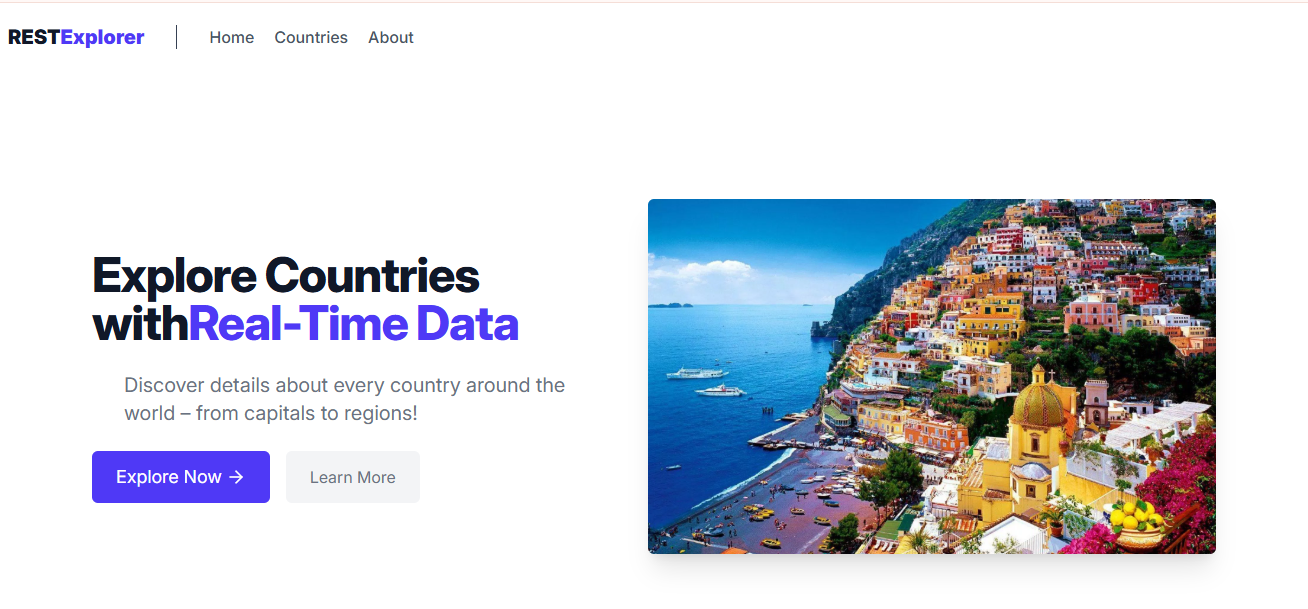 RESTExplorer
Home Countries About
Explore Countries
withReal-Time Data
Discover details about every country around the
world – from capitals to regions!
Explore Now →
Learn More